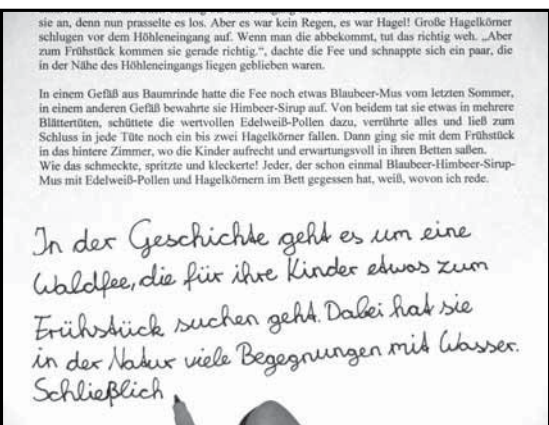 sie an, denn nun prasselte es los. Aber es war kein Regen, es war Hagel! Große Hagelkörner
schlugen vor dem Höhleneingang auf. Wenn man die abbekommt, tut das richtig weh. „Aber
zum Frühstück kommen sie gerade richtig.“, dachte die Fee und schnappte sich ein paar, die
in der Nähe des Höhleneingangs liegen geblieben waren.
In einem Gefäß aus Baumrinde hatte die Fee noch etwas Blaubeer-Mus vom letzten Sommer,
in einem anderen Gefäß bewahrte sie Himbeer-Sirup auf. Von beidem tat sie etwas in mehrere
Blättertüten, schüttete die wertvollen Edelweiß-Pollen dazu, verrührte alles und ließ zum
Schluss in jede Tüte noch ein bis zwei Hagelkörner fallen. Dann ging sie mit dem Frühstück
in das hintere Zimmer, wo die Kinder aufrecht und erwartungsvoll in ihren Betten saßen.
Wie das schmeckte, spritzte und kleckerte! Jeder, der schon einmal Blaubeer-Himbeer-Sirup-
Mus mit Edelweiß-Pollen und Hagelkörnern im Bett gegessen hat, weiß, wovon ich rede.
In der Geschichte geht es um eine
Waldfee, die für ihre Kinder etwas zum
Frühstück suchen geht. Dabei hat sie
in der Natur viele Begegnungen mit Wasser.
Schließlich